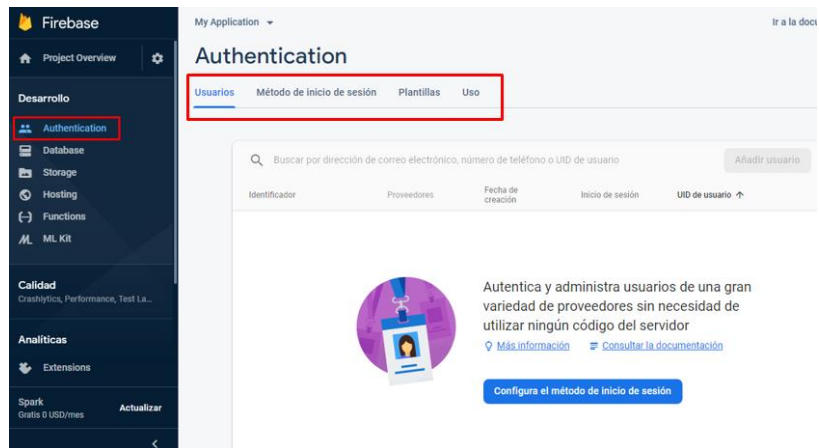 Firebase
Project Overview
Desarrollo
Authentication
Database
Storage
Hosting
Functions
ML Kit
Calidad
Crashlytics, Performance, Test La...
Analíticas
Extensions
Spark
Gratis 0 USD/mes
Actualizar
My Application
Ir a la docu
Authentication
Usuarios Método de inicio de sesión Plantillas Uso
Buscar por dirección de correo electrónico, número de teléfono o UID de usuario
Añadir usuario
Identificador Proveedores Fecha de creación Inicio de sesión UID de usuario
Autentica y administra usuarios de una gran
variedad de proveedores sin necesidad de
utilizar ningún código del servidor
Más información Consultar la documentación
Configura el método de inicio de sesión